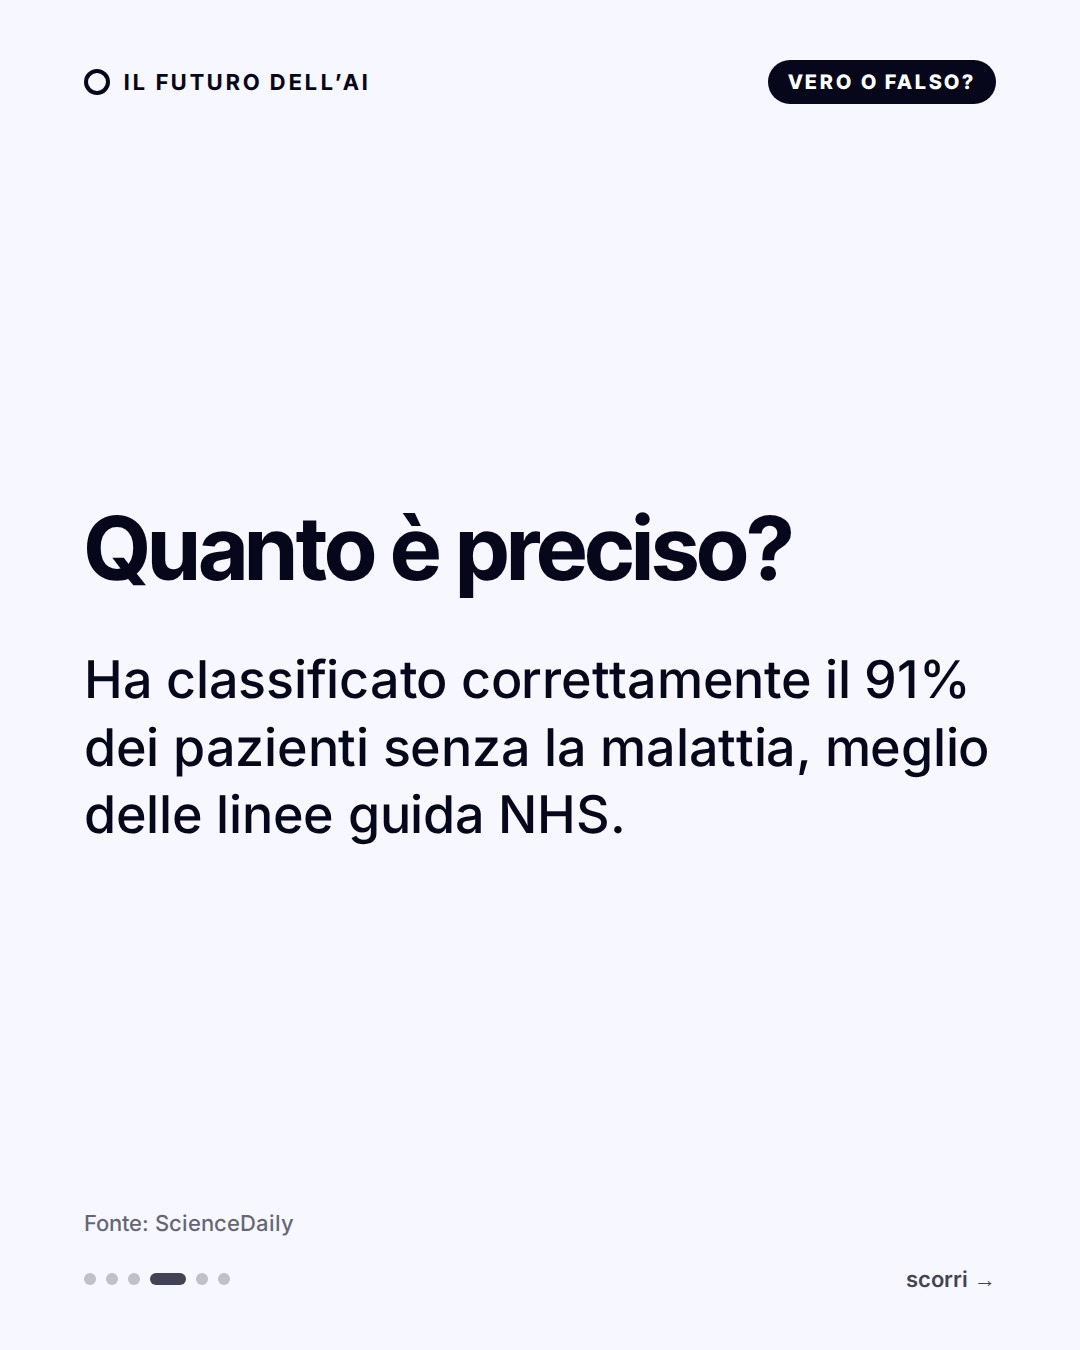 IL FUTURO DELL’AI
VERO O FALSO?
Quanto è preciso?
Ha classificato correttamente il 91%
dei pazienti senza la malattia, meglio
delle linee guida NHS.
Fonte: ScienceDaily
scorri →